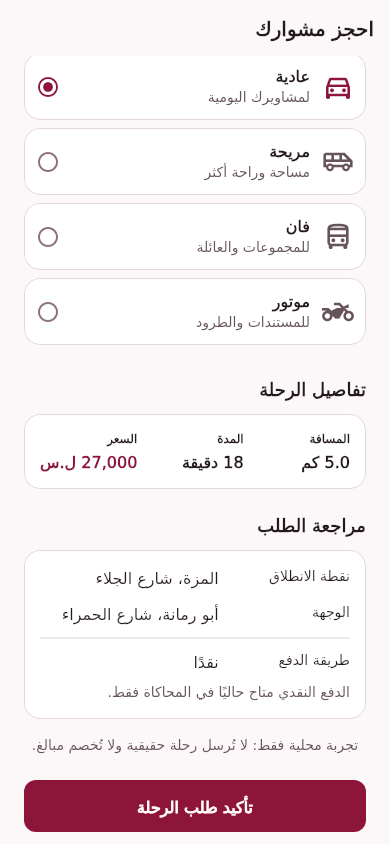 احجز مشوارك
عادية
لمشاويرك اليومية
مريحة
مساحة وراحة أكثر
فان
للمجموعات والعائلة
موتور
للمستندات والطرود
تفاصيل الرحلة
المسافة المدة السعر
5.0 كم 18 دقيقة 27,000 ل.س
مراجعة الطلب
نقطة الانطلاق المزة، شارع الجلاء
الوجهة أبو رمانة، شارع الحمراء
طريقة الدفع نقدًا
الدفع النقدي متاح حاليًا في المحاكاة فقط.
تجربة محلية فقط: لا تُرسل رحلة حقيقية ولا تُخصم مبالغ.
تأكيد طلب الرحلة